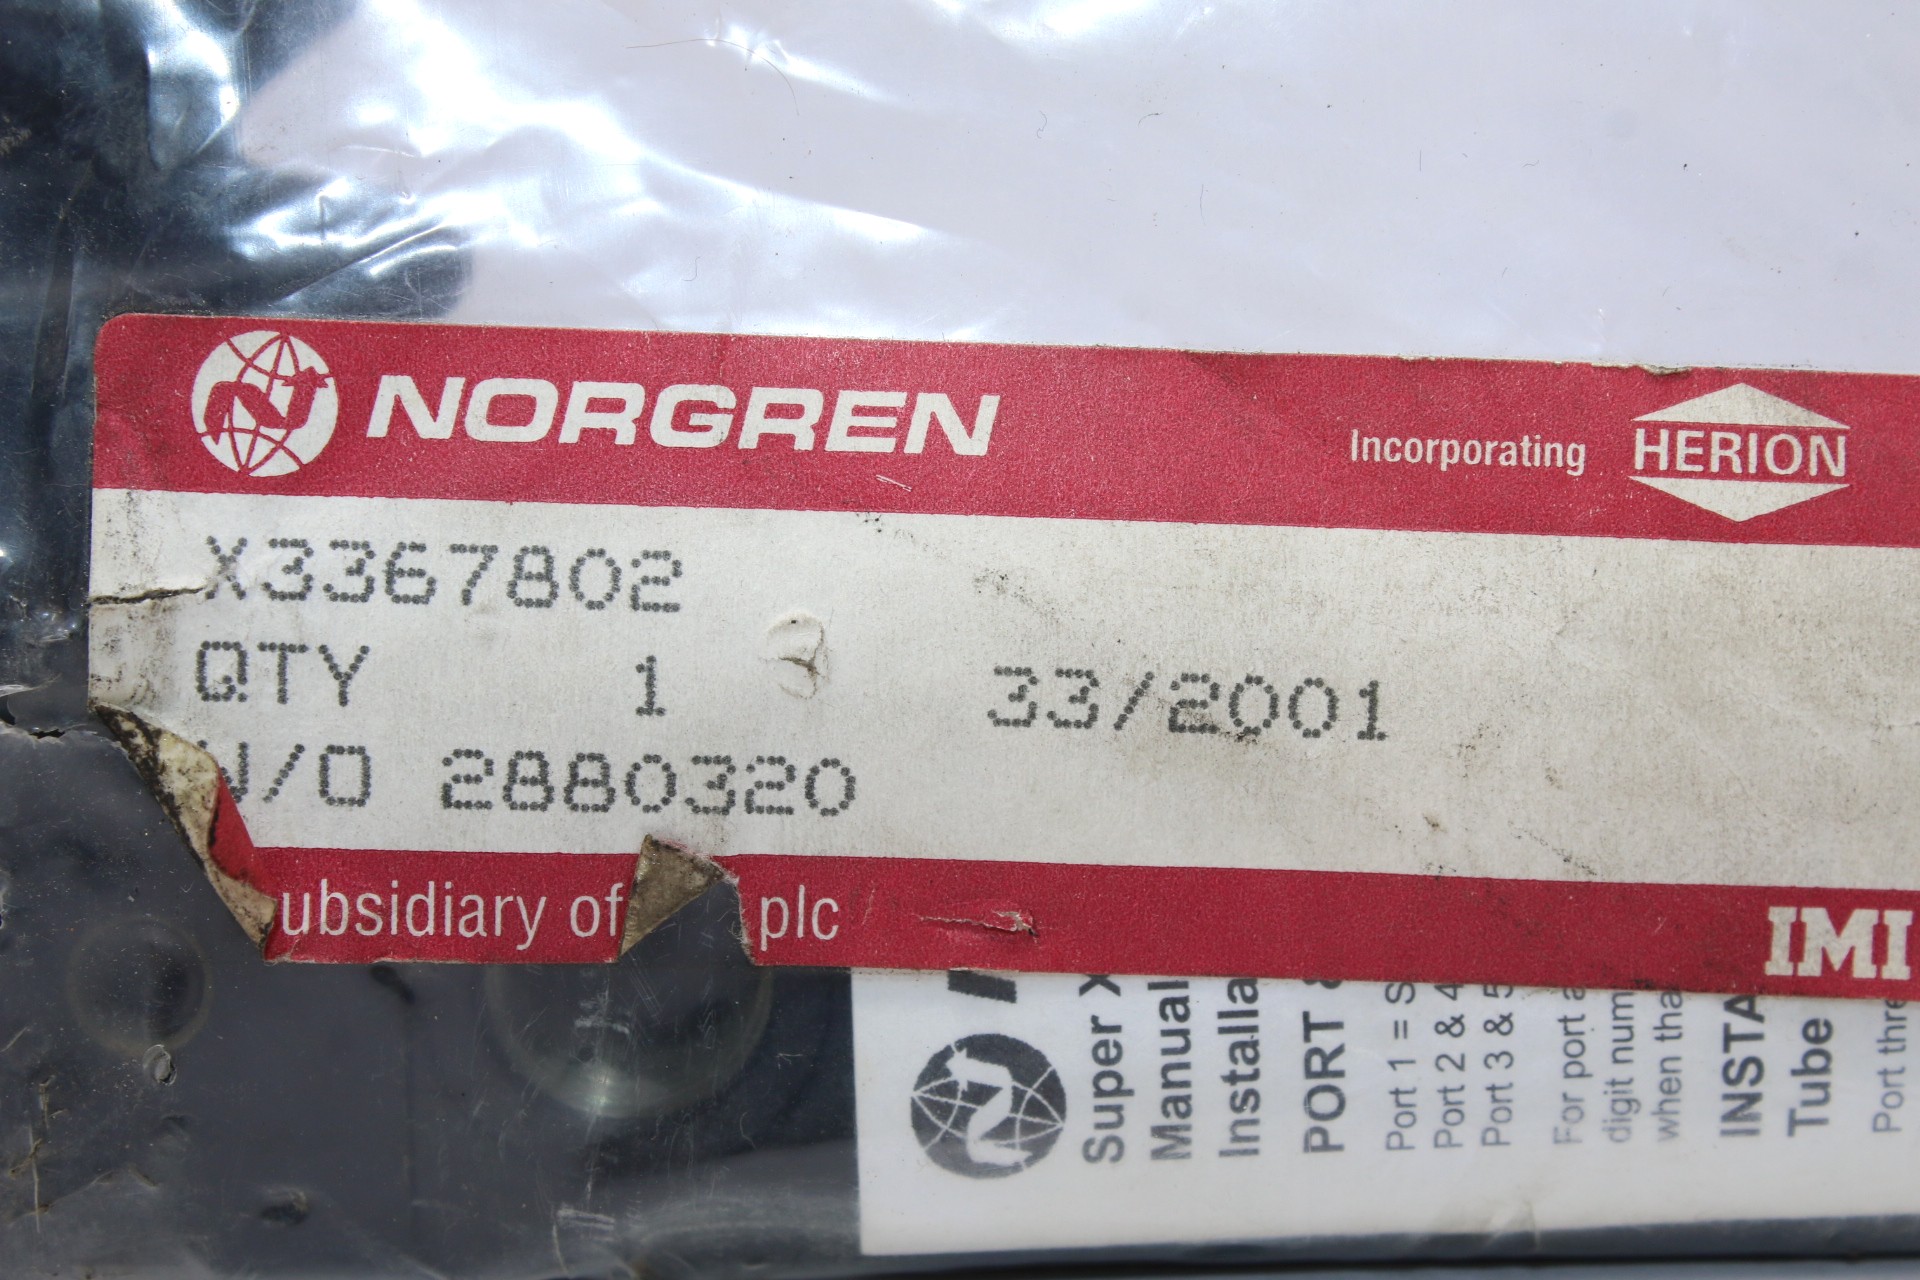 NORGREN
Incorporating HERION
X3367802
QTY 1 33/2001
W/O 2880320
ubsidiary of plc
IMI
Super X
Manual
Installa
PORT &
Port 1 = S
Port 2 & 4
Port 3 & 5
For port a
digit num
when tha
INSTA
Tube
Port thre